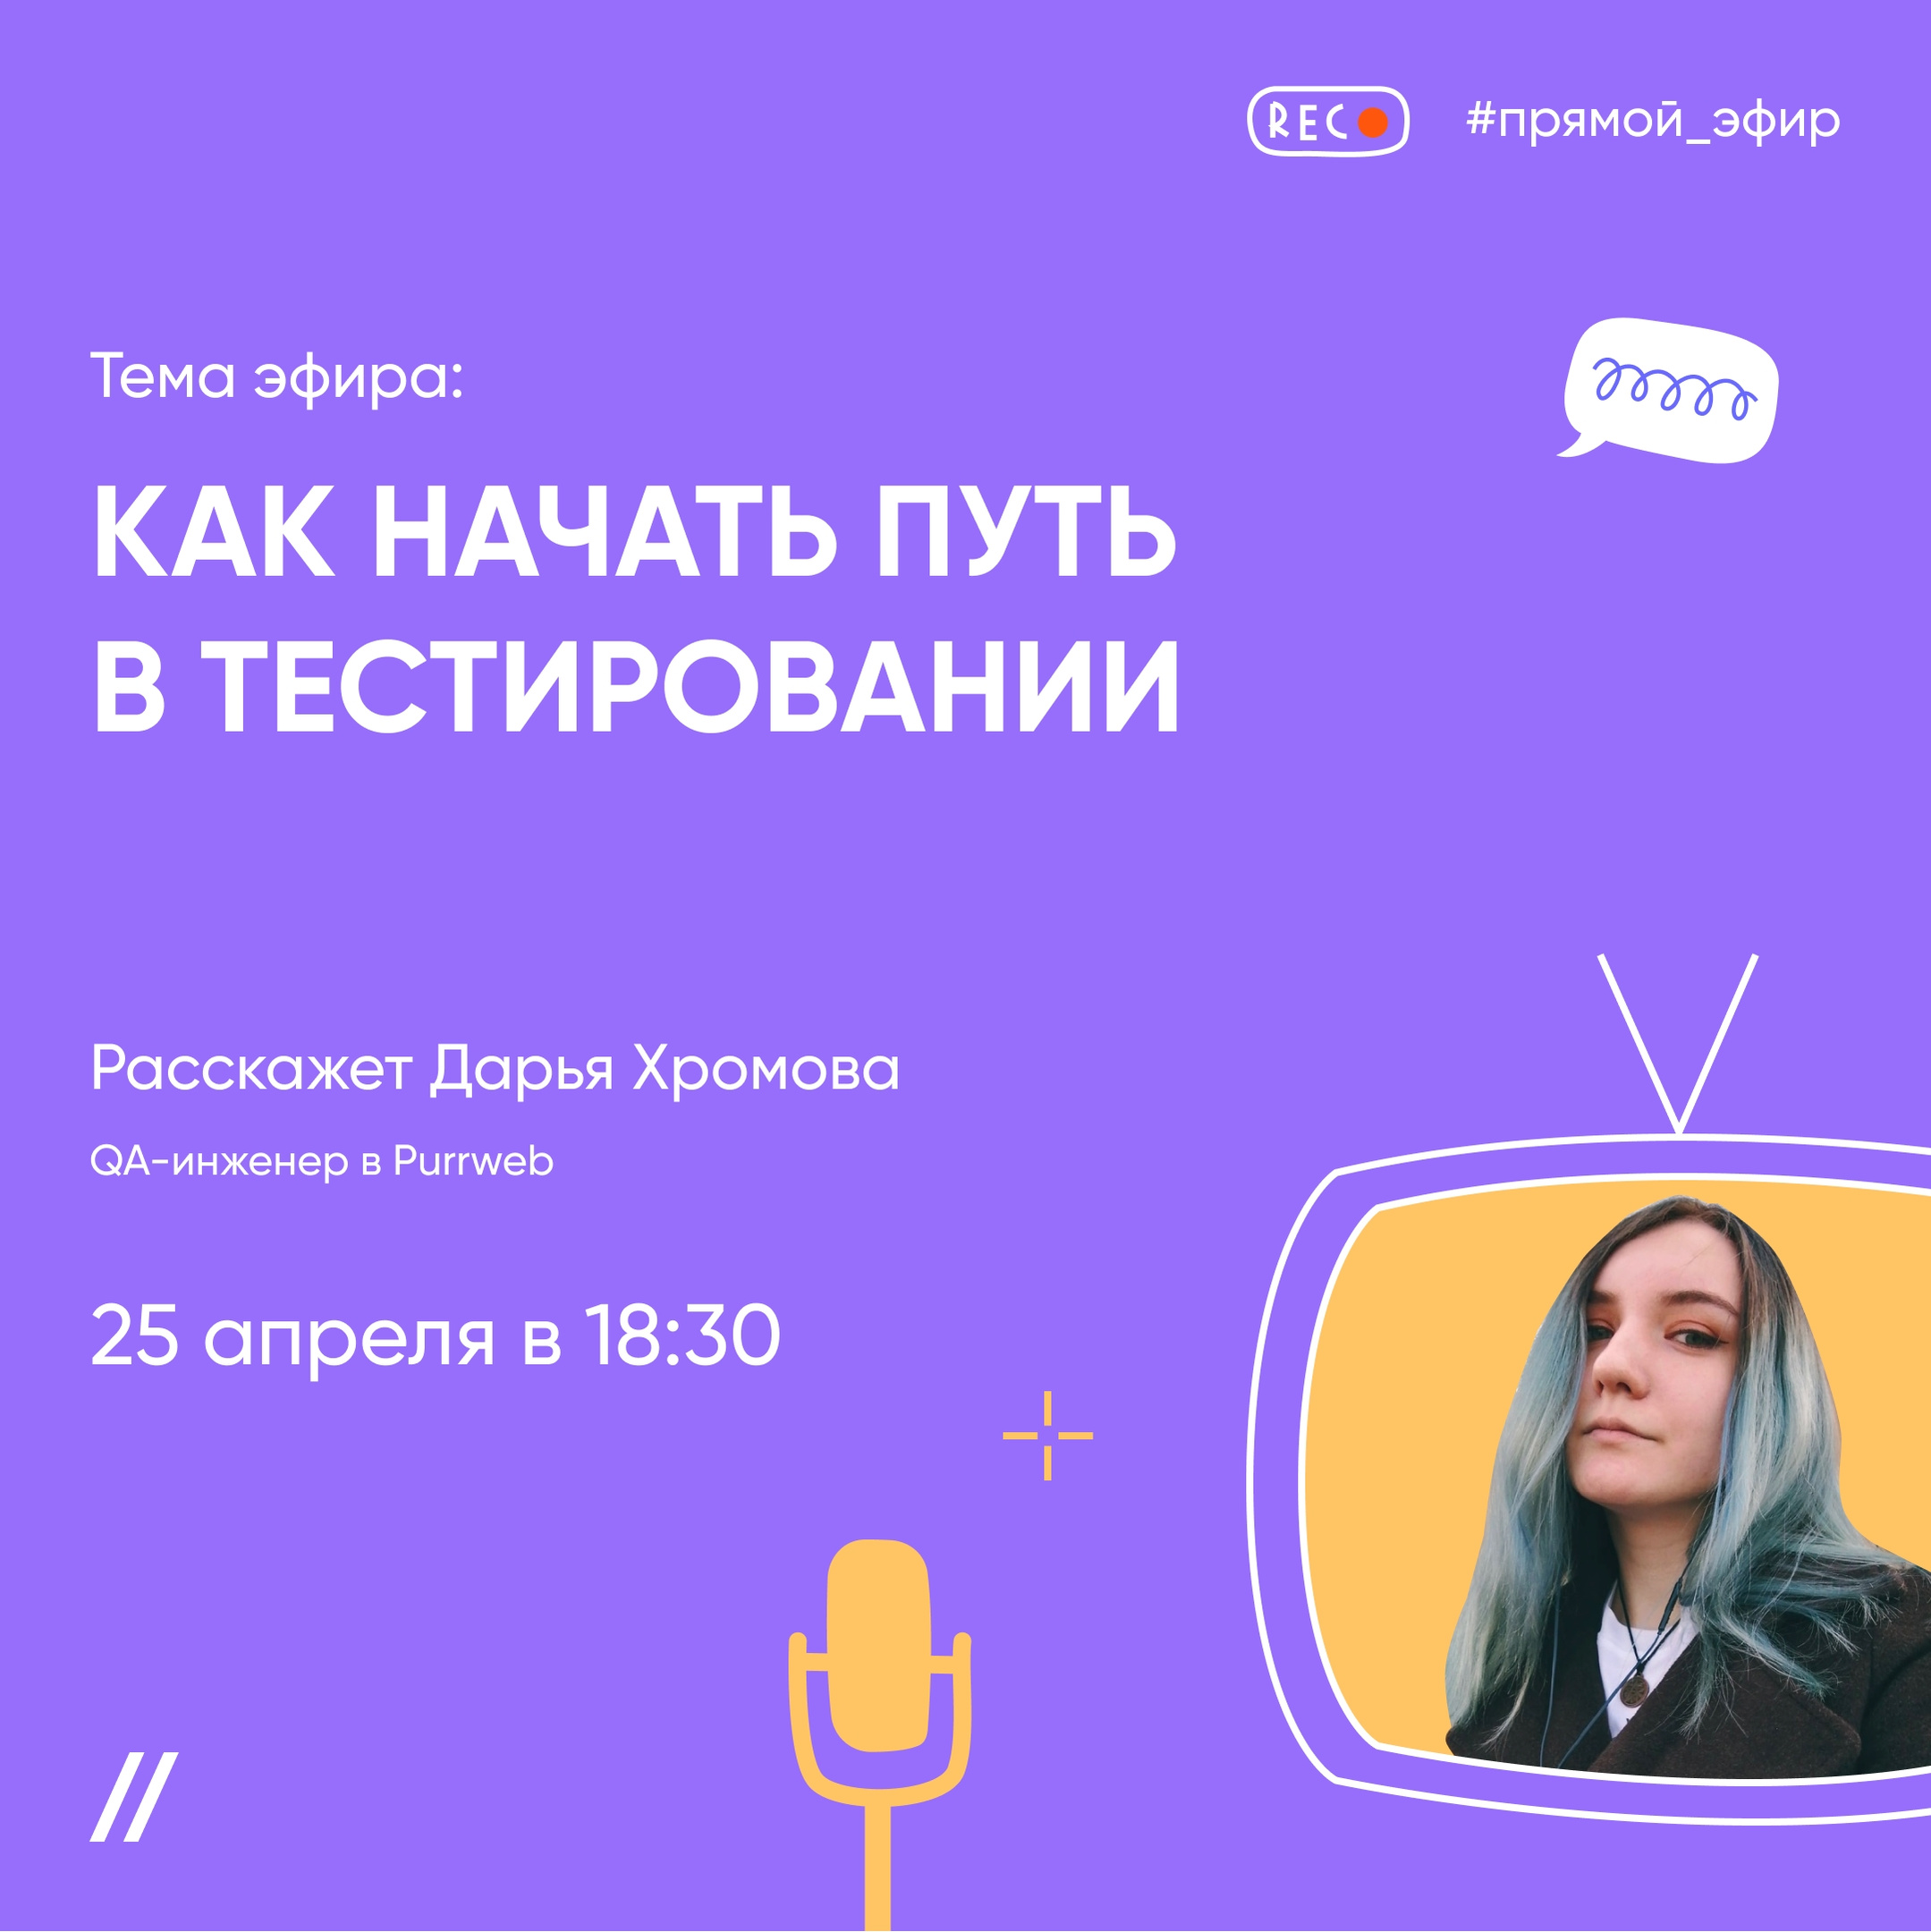 REC #прямой_эфир
Тема эфира:
КАК НАЧАТЬ ПУТЬ
В ТЕСТИРОВАНИИ
Расскажет Дарья Хромова
QA-инженер в Purrweb
25 апреля в 18:30